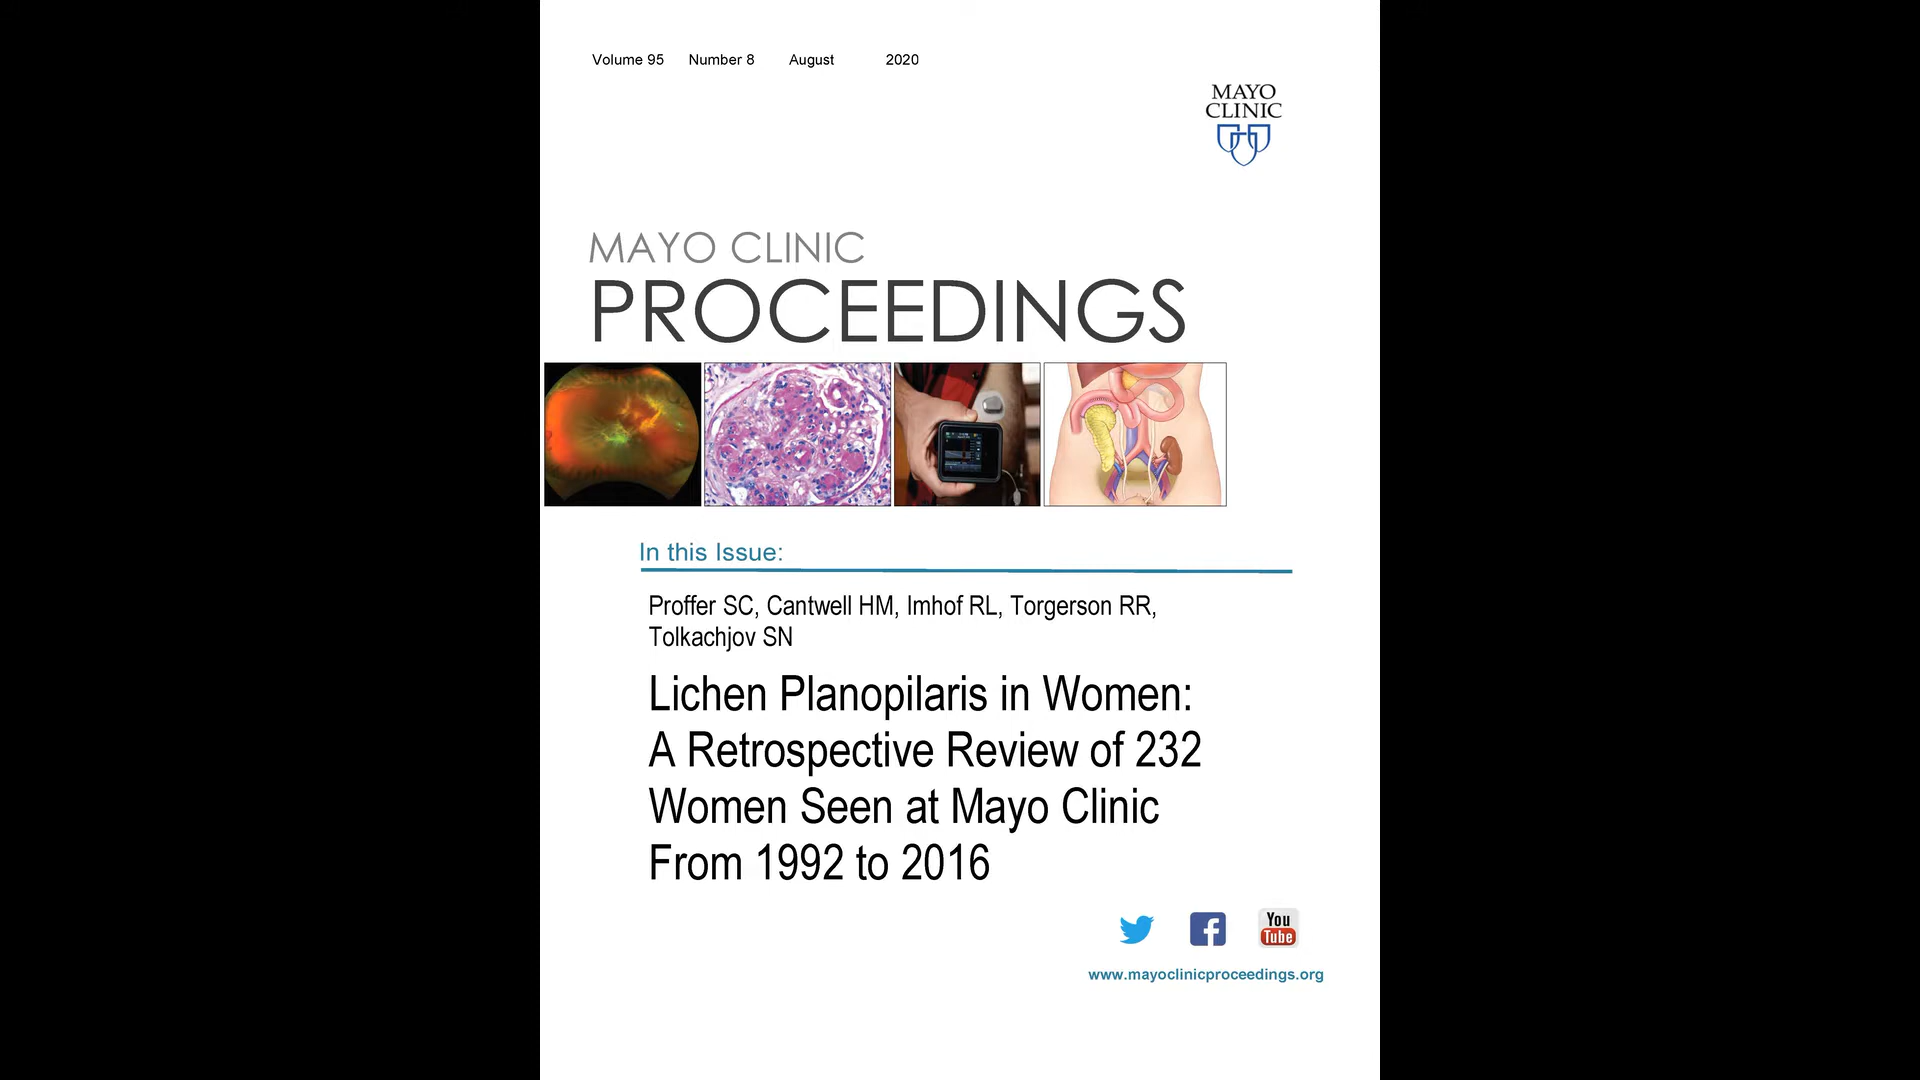 Volume 95 Number 8 August 2020
MAYO
CLINIC
MAYO CLINIC
PROCEEDINGS
In this Issue:
Proffer SC, Cantwell HM, Imhof RL, Torgerson RR,
Tolkachjov SN
Lichen Planopilaris in Women:
A Retrospective Review of 232
Women Seen at Mayo Clinic
From 1992 to 2016
You
Tube
www.mayoclinicproceedings.org